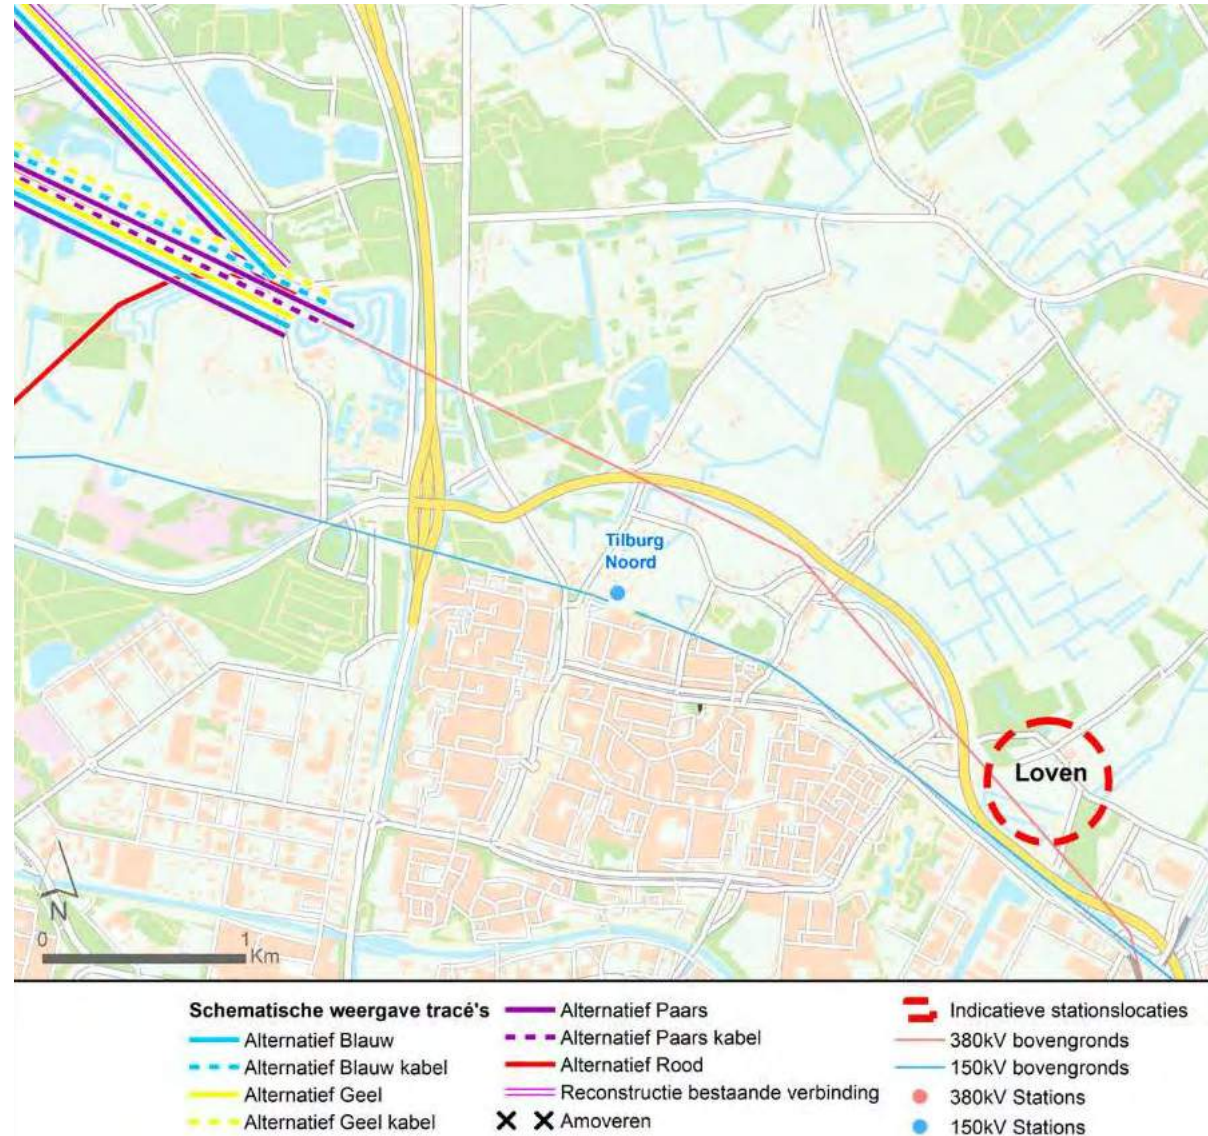 Tilburg
Noord
Loven
N
0
1
Km
Schematische weergave tracé's
Alternatief Blauw
Alternatief Blauw kabel
Alternatief Geel
Alternatief Geel kabel
Alternatief Paars
Alternatief Paars kabel
Alternatief Rood
Reconstructie bestaande verbinding
Amoveren
Indicatieve stationslocaties
380kV bovengronds
150kV bovengronds
380kV Stations
150kV Stations